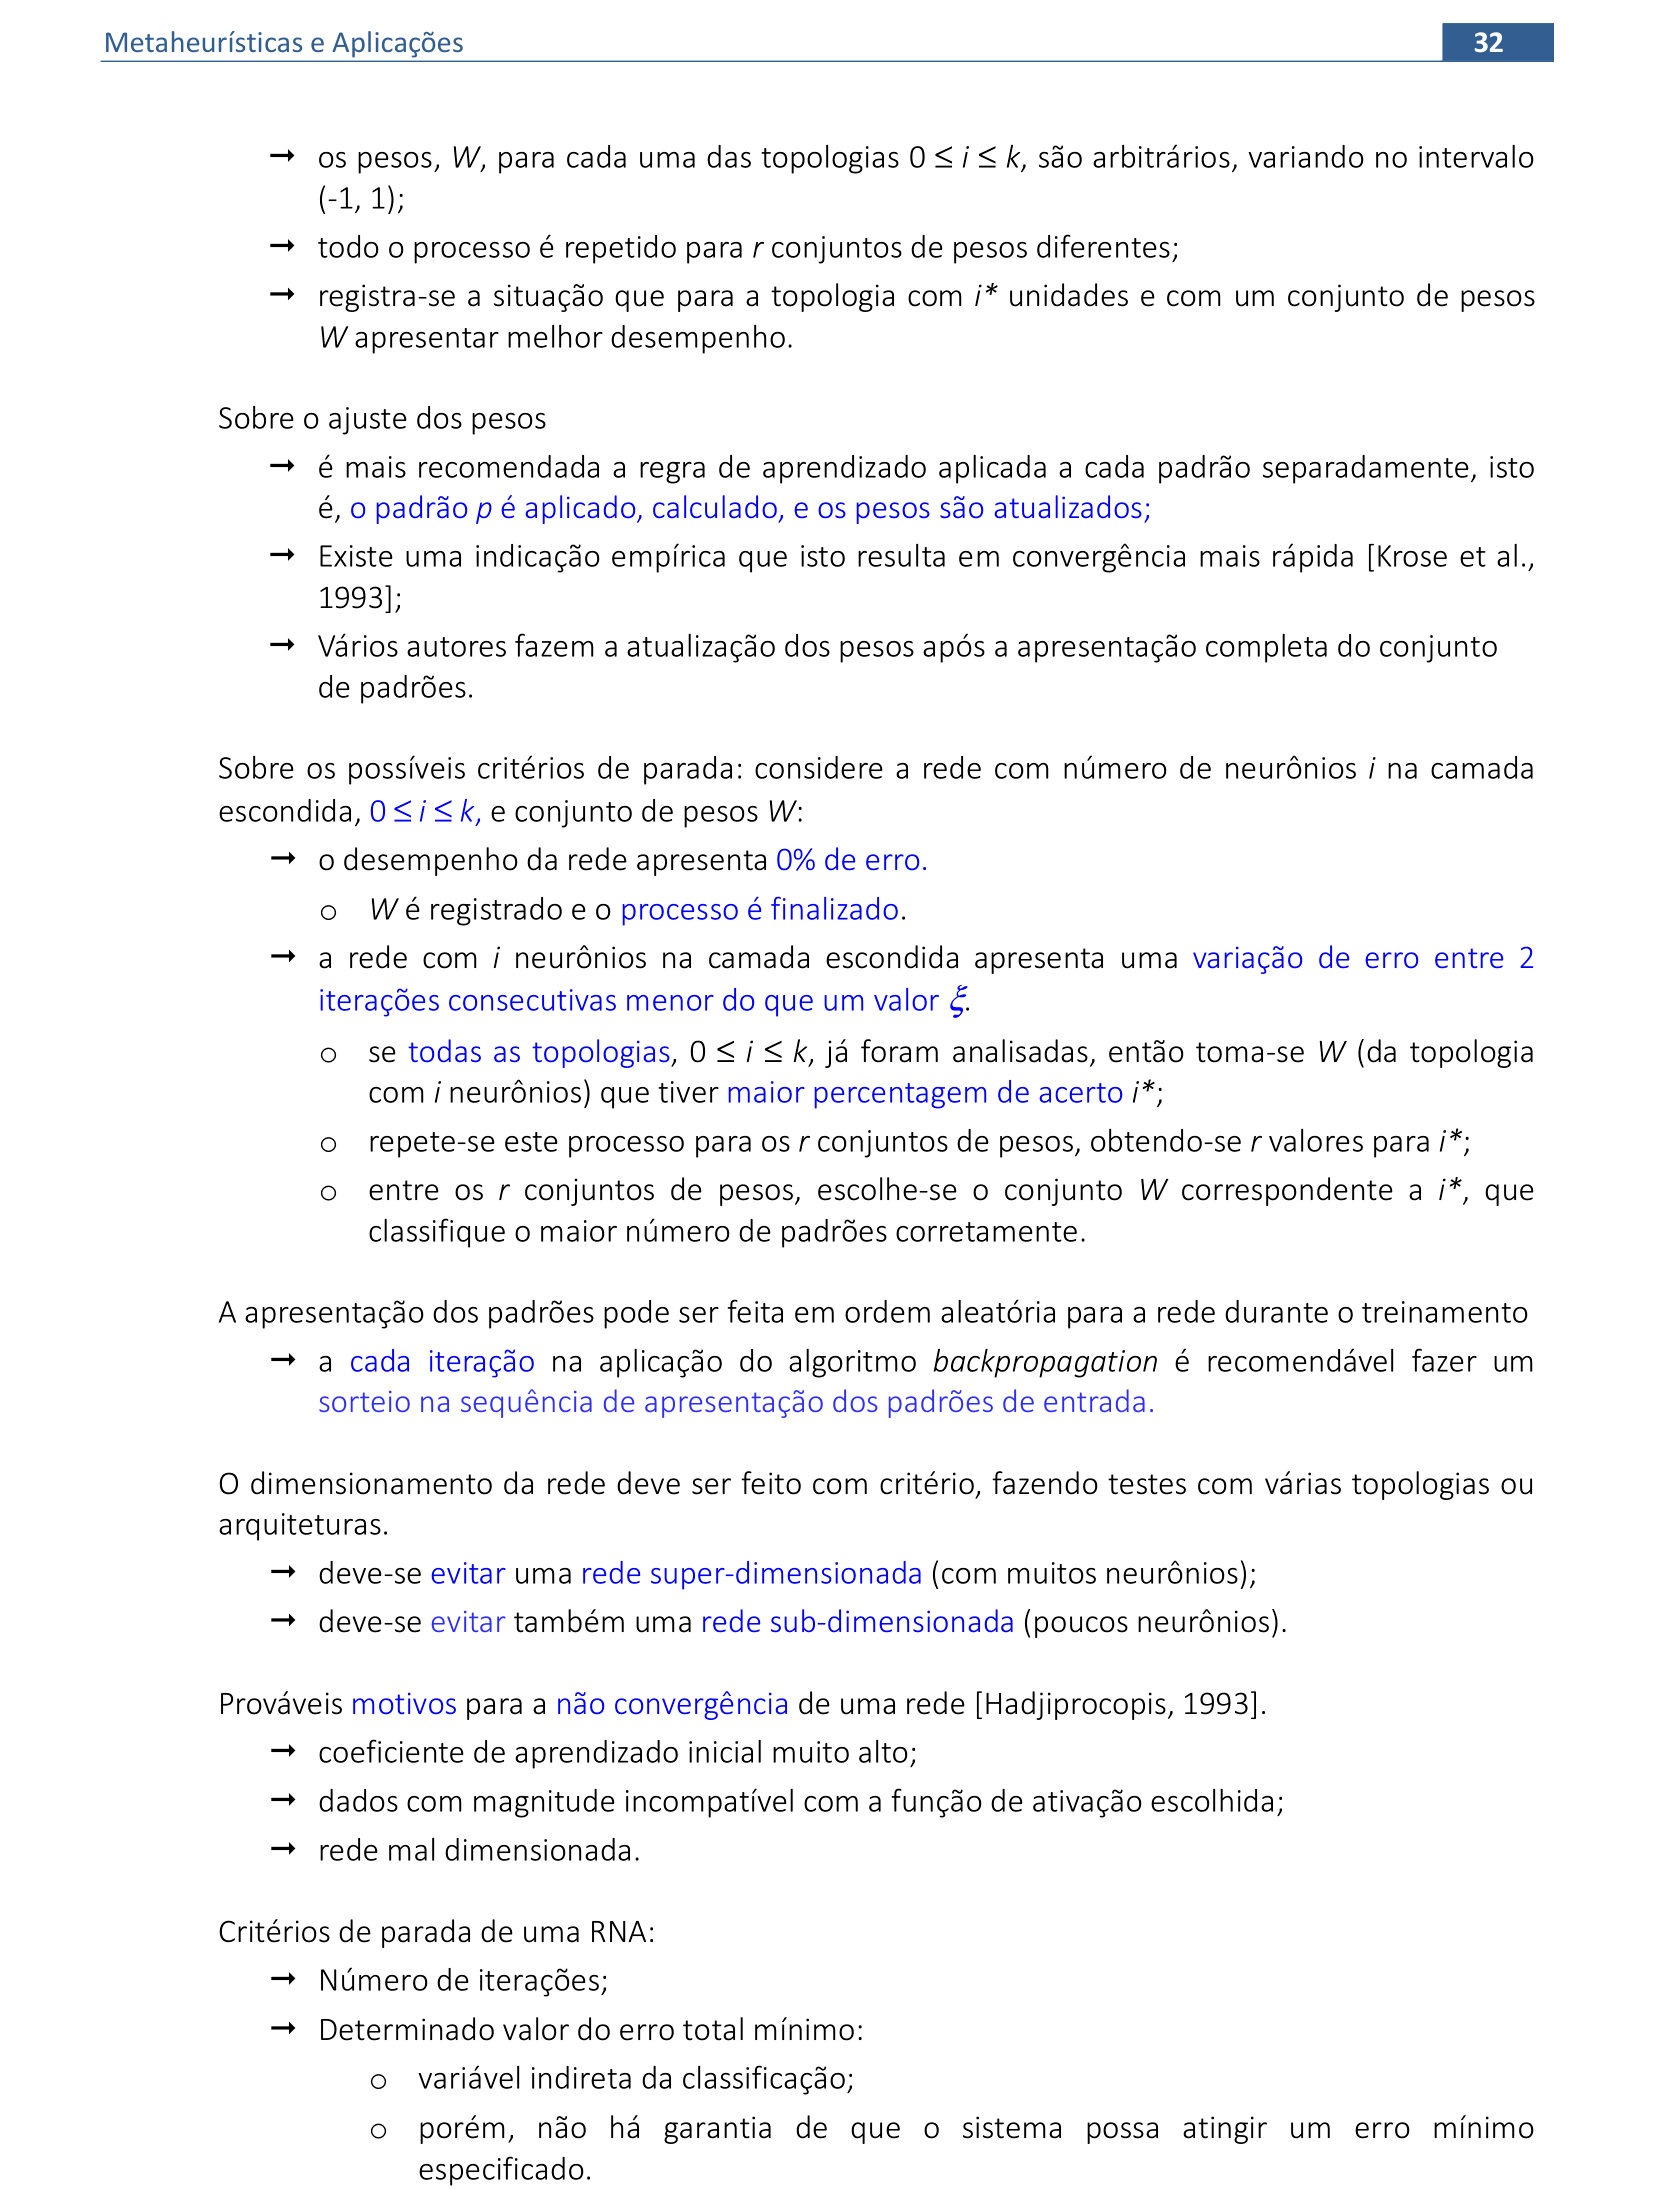 Metaheurísticas e Aplicações 32
➞ os pesos, W, para cada uma das topologias 0 ≤ i ≤ k, são arbitrários, variando no intervalo
(-1, 1);
➞ todo o processo é repetido para r conjuntos de pesos diferentes;
➞ registra-se a situação que para a topologia com i* unidades e com um conjunto de pesos
W apresentar melhor desempenho.
Sobre o ajuste dos pesos
➞ é mais recomendada a regra de aprendizado aplicada a cada padrão separadamente, isto
é, o padrão p é aplicado, calculado, e os pesos são atualizados;
➞ Existe uma indicação empírica que isto resulta em convergência mais rápida [Krose et al.,
1993];
➞ Vários autores fazem a atualização dos pesos após a apresentação completa do conjunto
de padrões.
Sobre os possíveis critérios de parada: considere a rede com número de neurônios i na camada
escondida, 0 ≤ i ≤ k, e conjunto de pesos W:
➞ o desempenho da rede apresenta 0% de erro.
o W é registrado e o processo é finalizado.
➞ a rede com i neurônios na camada escondida apresenta uma variação de erro entre 2
iterações consecutivas menor do que um valor ξ.
o se todas as topologias, 0 ≤ i ≤ k, já foram analisadas, então toma-se W (da topologia
com i neurônios) que tiver maior percentagem de acerto i*;
o repete-se este processo para os r conjuntos de pesos, obtendo-se r valores para i*;
o entre os r conjuntos de pesos, escolhe-se o conjunto W correspondente a i*, que
classifique o maior número de padrões corretamente.
A apresentação dos padrões pode ser feita em ordem aleatória para a rede durante o treinamento
➞ a cada iteração na aplicação do algoritmo backpropagation é recomendável fazer um
sorteio na sequência de apresentação dos padrões de entrada.
O dimensionamento da rede deve ser feito com critério, fazendo testes com várias topologias ou
arquiteturas.
➞ deve-se evitar uma rede super-dimensionada (com muitos neurônios);
➞ deve-se evitar também uma rede sub-dimensionada (poucos neurônios).
Prováveis motivos para a não convergência de uma rede [Hadjiprocopis, 1993].
➞ coeficiente de aprendizado inicial muito alto;
➞ dados com magnitude incompatível com a função de ativação escolhida;
➞ rede mal dimensionada.
Critérios de parada de uma RNA:
➞ Número de iterações;
➞ Determinado valor do erro total mínimo:
o variável indireta da classificação;
o porém, não há garantia de que o sistema possa atingir um erro mínimo
especificado.